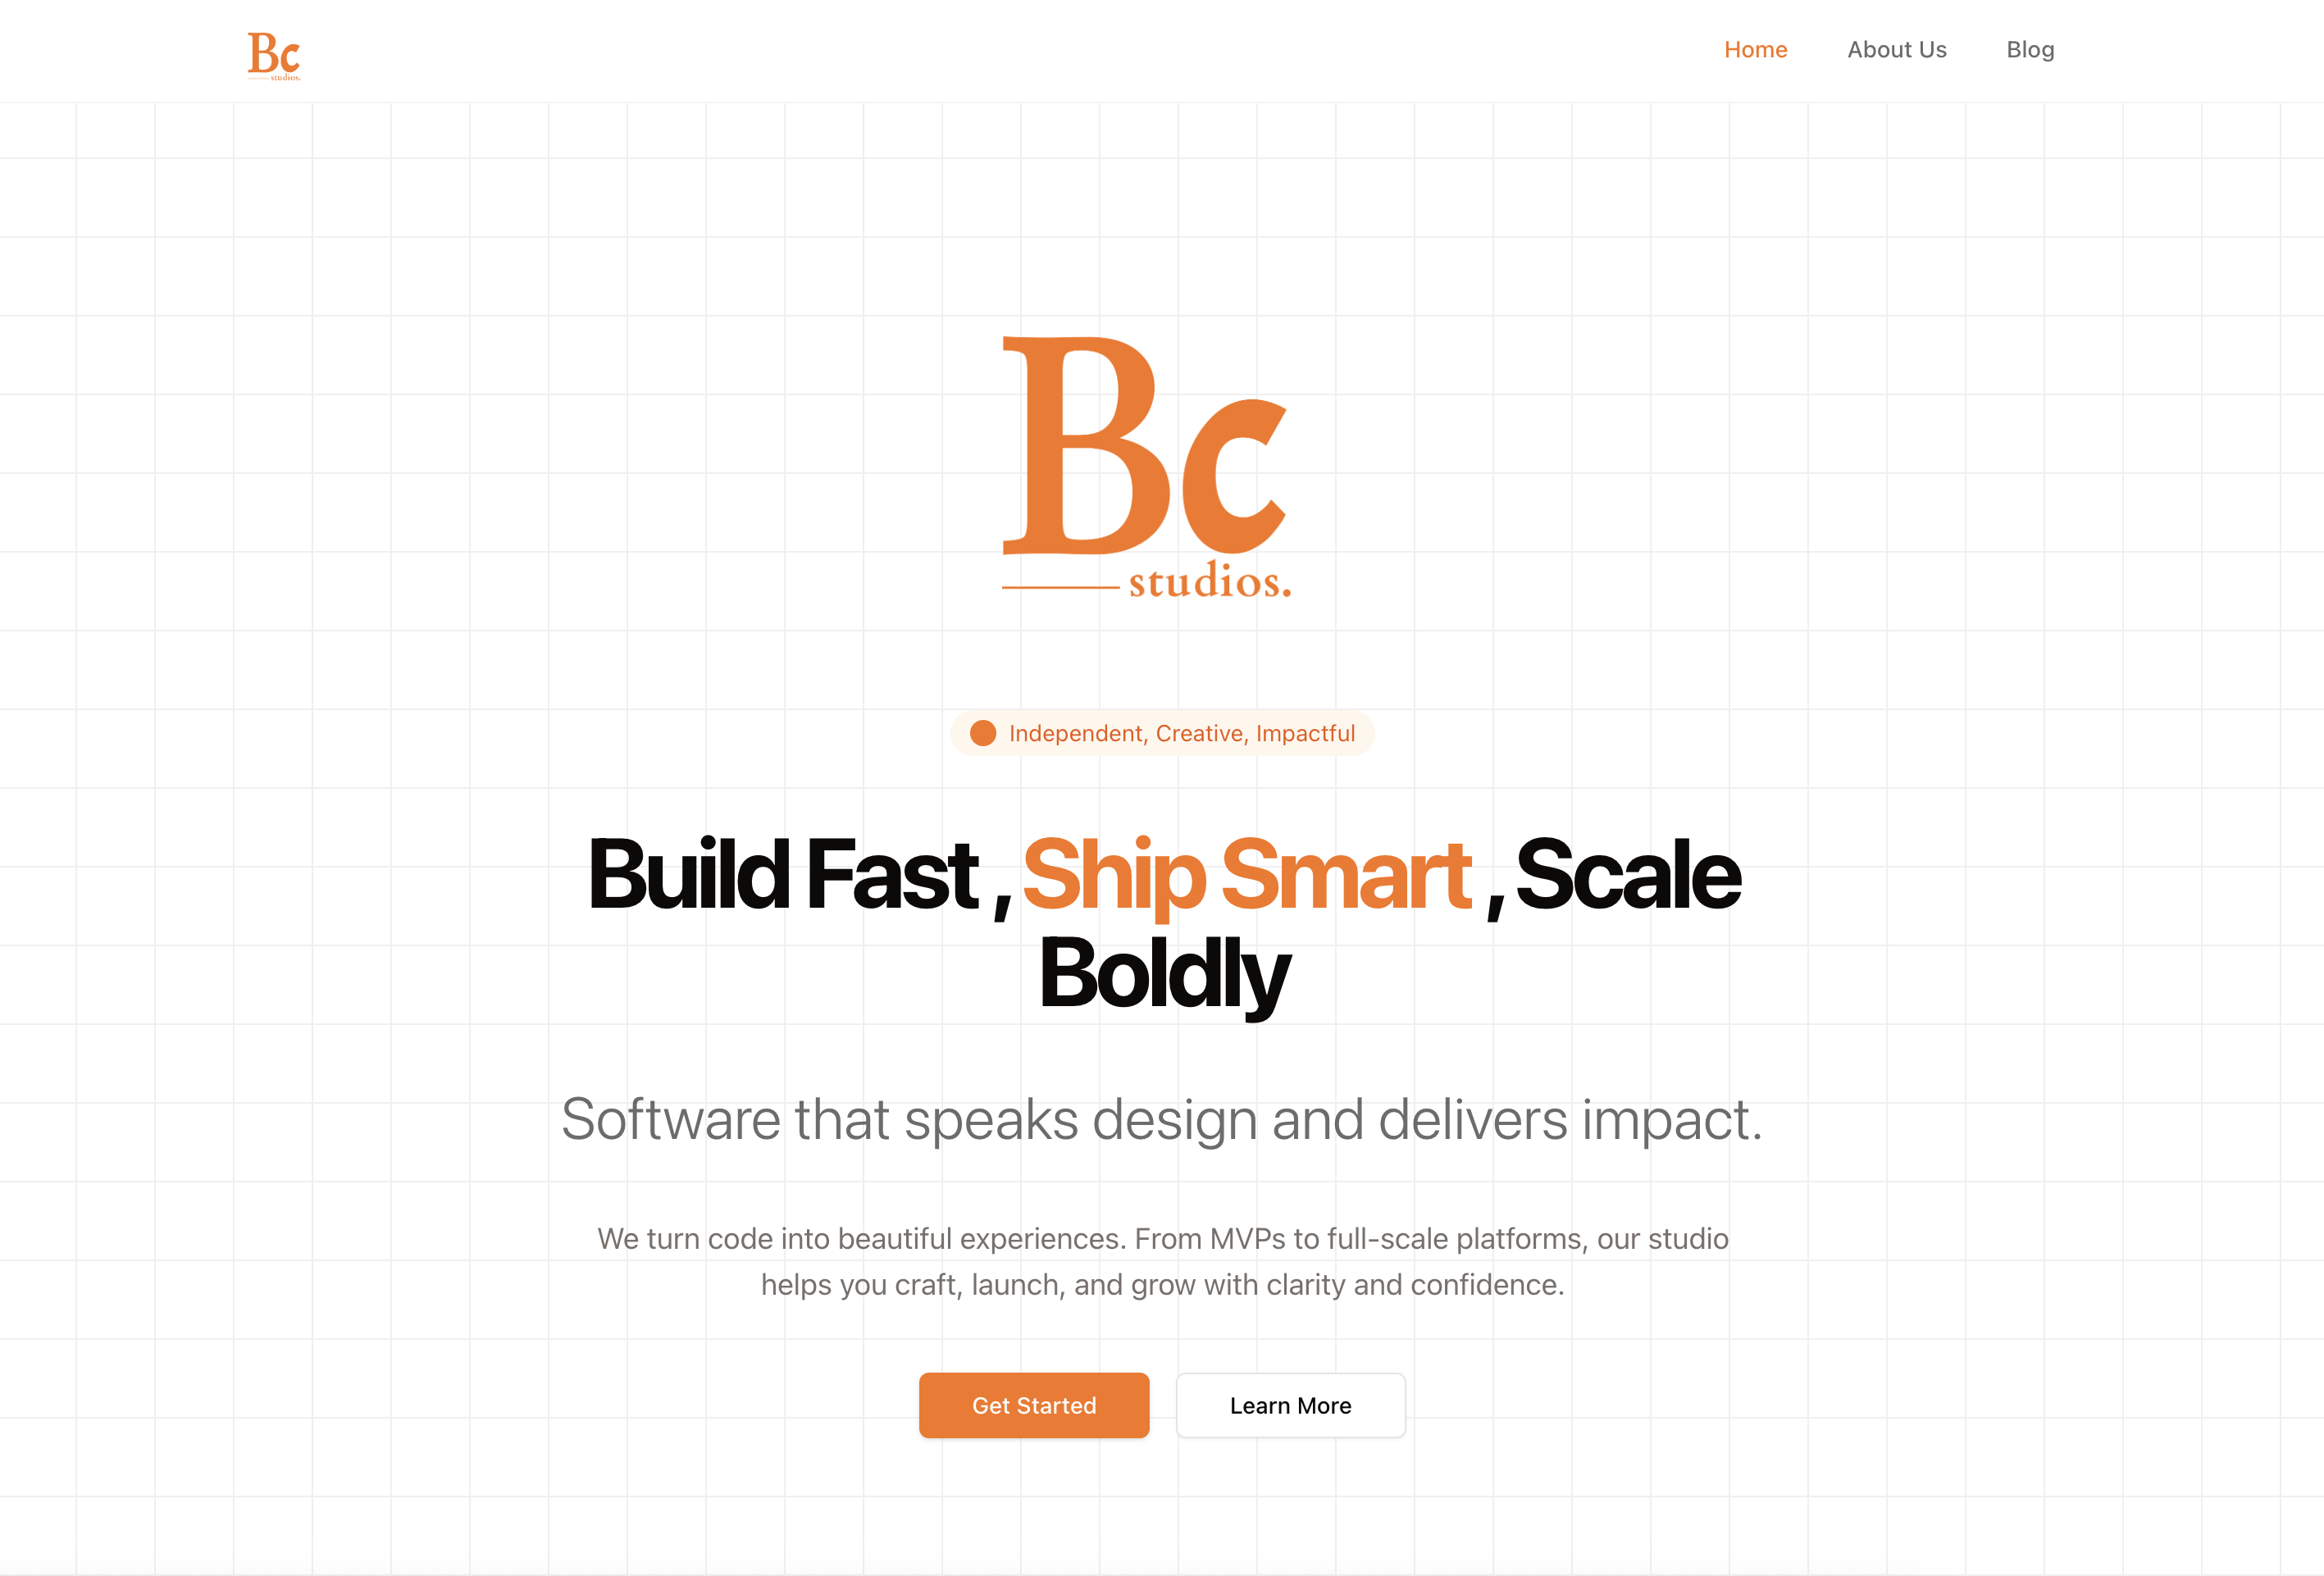 Bc
studios.
Home
About Us
Blog
Bc
studios.
Independent, Creative, Impactful
Build Fast , Ship Smart , Scale
Boldly
Software that speaks design and delivers impact.
We turn code into beautiful experiences. From MVPs to full-scale platforms, our studio
helps you craft, launch, and grow with clarity and confidence.
Get Started
Learn More